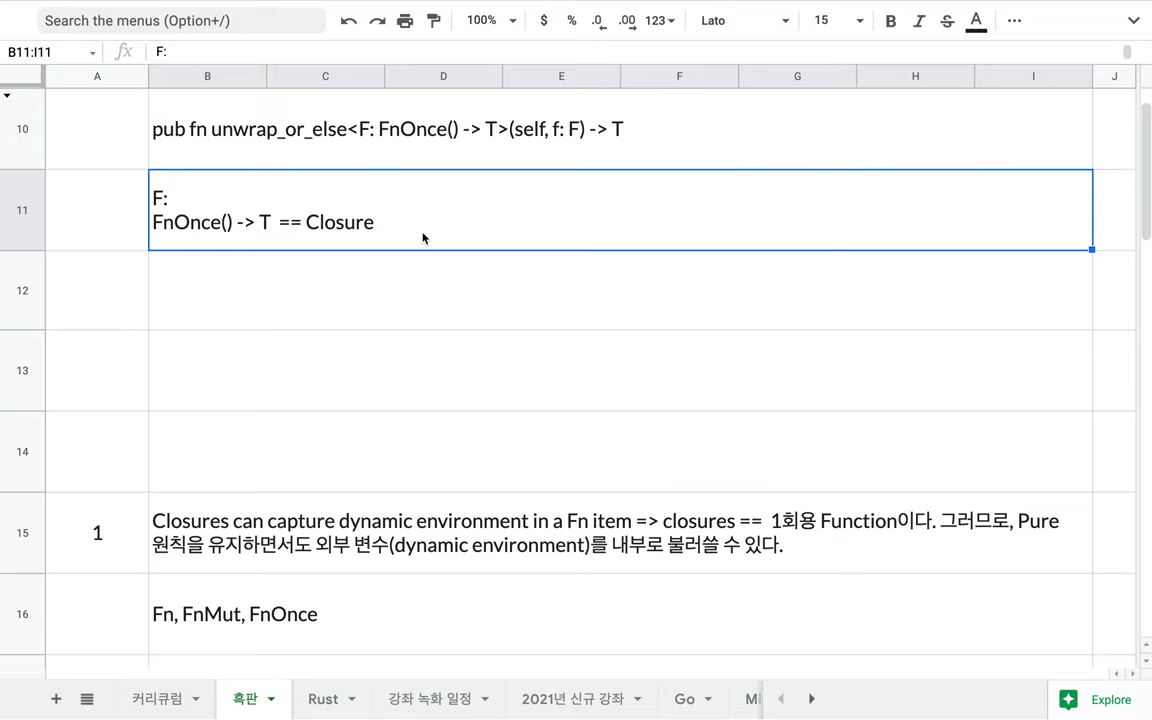 Search the menus (Option+/)
100%
$
%
.0
.00
123
Lato
15
B
I
S
A
B11:I11
fx
F:
A
B
C
D
E
F
G
H
I
J
10
pub fn unwrap_or_else<F: FnOnce() -> T>(self, f: F) -> T
11
F:
FnOnce() -> T == Closure
12
13
14
15
1
Closures can capture dynamic environment in a Fn item => closures == 1회용 Function이다. 그러므로, Pure
원칙을 유지하면서도 외부 변수(dynamic environment)를 내부로 불러쓸 수 있다.
16
Fn, FnMut, FnOnce
커리큐럼
흑판
Rust
강좌 녹화 일정
2021년 신규 강좌
Go
Mi
Explore